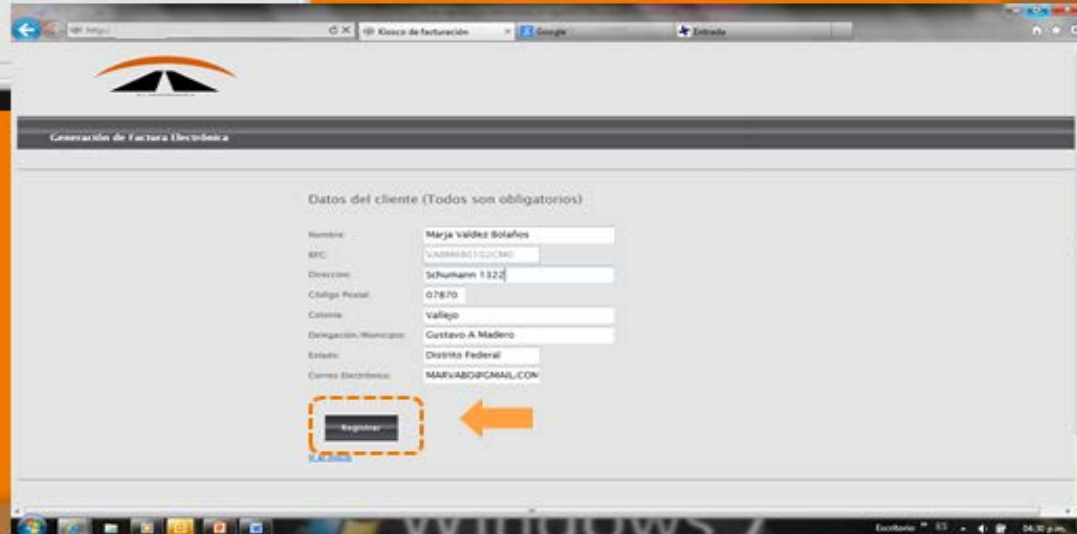 Kiosco de facturación
Google
Entrada
Generación de Factura Electrónica
Datos del cliente (Todos son obligatorios)
Nombre: Marja Valdez Bolaños
RFC:
Dirección: Schumann 1322
Código Postal: 07870
Colonia: Vallejo
Delegación/Municipio: Gustavo A Madero
Estado: Distrito Federal
Correo Electrónico: MARVABO@GMAIL.COM
Registrar
Windows 7
Escritorio ES 04:30 p.m.